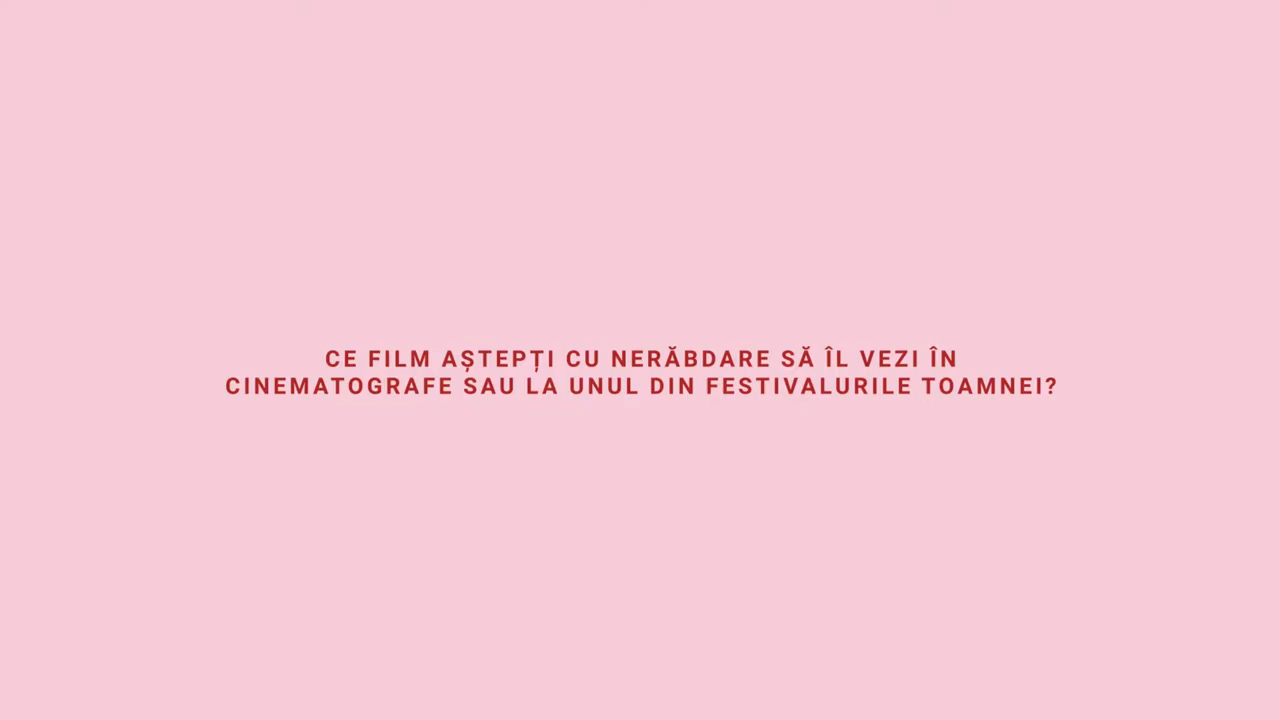 CE FILM AȘTEPȚI CU NERĂBDARE SĂ ÎL VEZI ÎN
CINEMATOGRAFE SAU LA UNUL DIN FESTIVALURILE TOAMNEI?